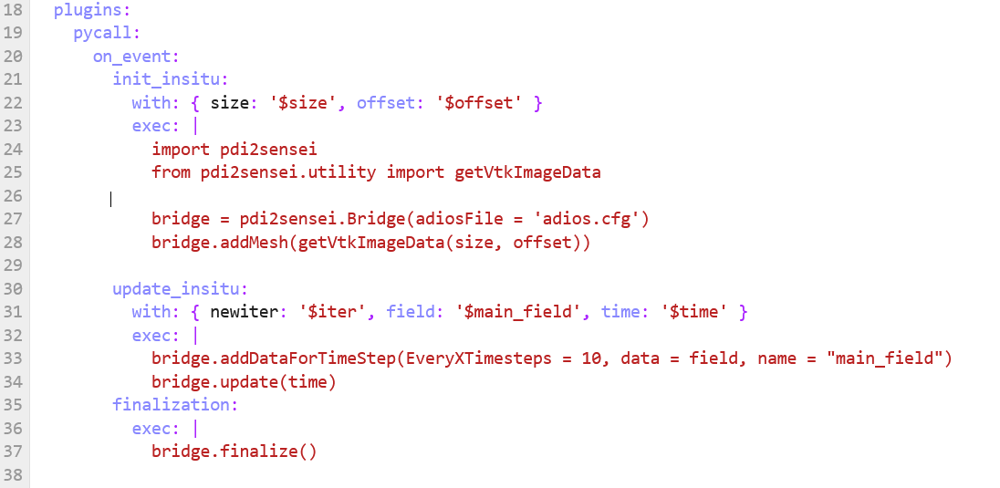 18 plugins:
19 pycall:
20 on_event:
21 init_insitu:
22 with: { size: '$size', offset: '$offset' }
23 exec: |
24 import pdi2sensei
25 from pdi2sensei.utility import getVtkImageData
26
27 bridge = pdi2sensei.Bridge(adiosFile = 'adios.cfg')
28 bridge.addMesh(getVtkImageData(size, offset))
29
30 update_insitu:
31 with: { newiter: '$iter', field: '$main_field', time: '$time' }
32 exec: |
33 bridge.addDataForTimeStep(EveryXTimesteps = 10, data = field, name = "main_field")
34 bridge.update(time)
35 finalization:
36 exec: |
37 bridge.finalize()
38